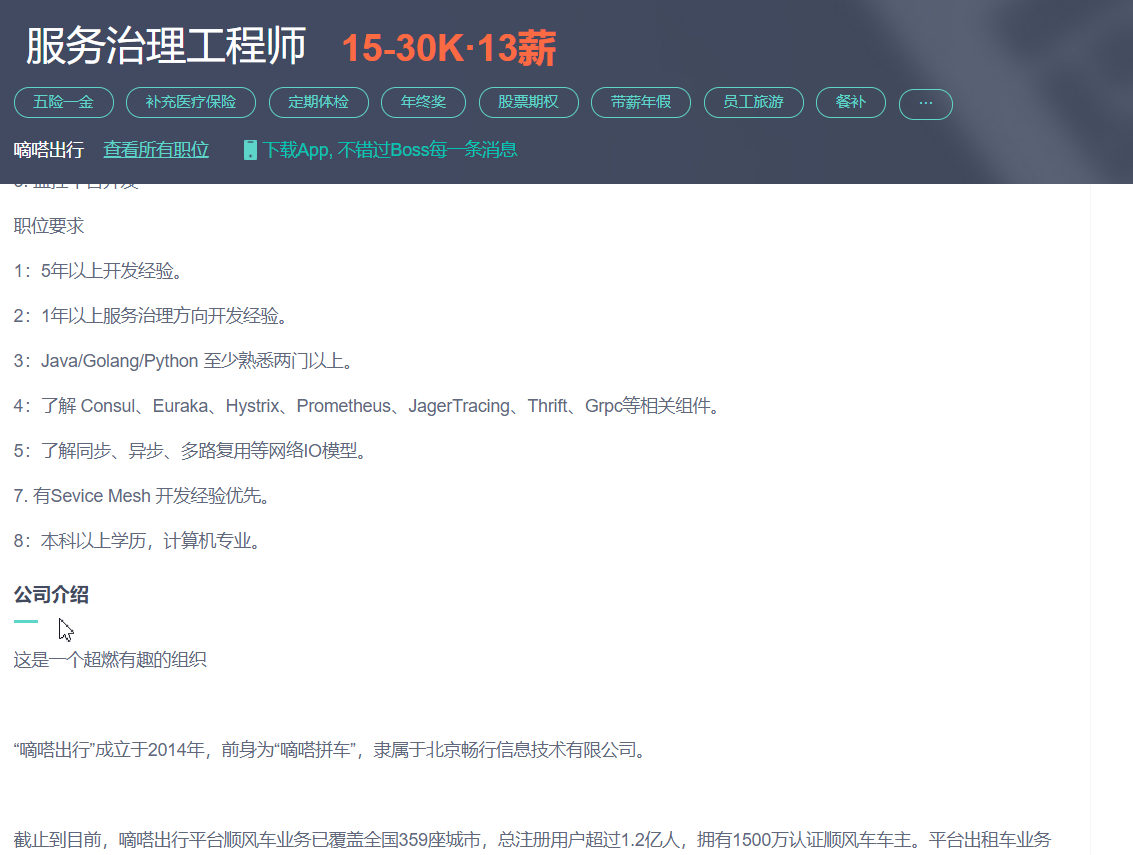 服务治理工程师 15-30K·13薪
五险一金 补充医疗保险 定期体检 年终奖 股票期权 带薪年假 员工旅游 餐补 ...
嘀嗒出行 查看所有职位 下载App, 不错过Boss每一条消息
职位要求
1：5年以上开发经验。
2：1年以上服务治理方向开发经验。
3：Java/Golang/Python 至少熟悉两门以上。
4：了解 Consul、Euraka、Hystrix、Prometheus、JagerTracing、Thrift、Grpc等相关组件。
5：了解同步、异步、多路复用等网络IO模型。
7. 有Sevice Mesh 开发经验优先。
8：本科以上学历，计算机专业。
公司介绍
这是一个超燃有趣的组织
“嘀嗒出行”成立于2014年，前身为“嘀嗒拼车”，隶属于北京畅行信息技术有限公司。
截止到目前，嘀嗒出行平台顺风车业务已覆盖全国359座城市，总注册用户超过1.2亿人，拥有1500万认证顺风车车主。平台出租车业务